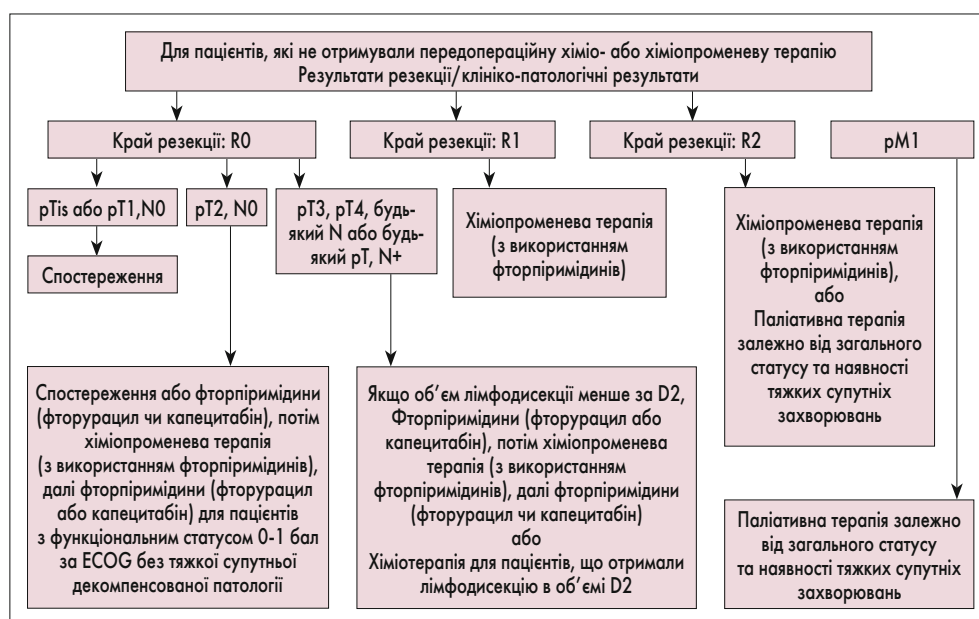 Для пацієнтів, які не отримували передопераційну хіміо- або хіміопроменеву терапію
Результати резекції/клініко-патологічні результати
Край резекції: R0
Край резекції: R1
Край резекції: R2
pM1
pTis або pT1,N0
pT2, N0
pT3, pT4, будь-
який N або будь-
який pT, N+
Хіміопроменева терапія
(з використанням
фторпіримідинів)
Хіміопроменева терапія
(з використанням
фторпіримідинів),
або
Паліативна терапія
залежно від загального
статусу та наявності
тяжких супутніх
захворювань
Спостереження
Спостереження або фторпіримідини
(фторурацил чи капецитабін), потім
хіміопроменева терапія
(з використанням фторпіримідинів),
далі фторпіримідини (фторурацил
або капецитабін) для пацієнтів
з функціональним статусом 0-1 бал
за ECOG без тяжкої супутньої
декомпенсованої патології
Якщо об’єм лімфодисекції менше за D2,
Фторпіримідини (фторурацил або
капецитабін), потім хіміопроменева
терапія (з використанням
фторпіримідинів), далі фторпіримідини
(фторурацил чи капецитабін)
або
Хіміотерапія для пацієнтів, що отримали
лімфодисекцію в об’ємі D2
Паліативна терапія залежно
від загального статусу
та наявності тяжких супутніх
захворювань